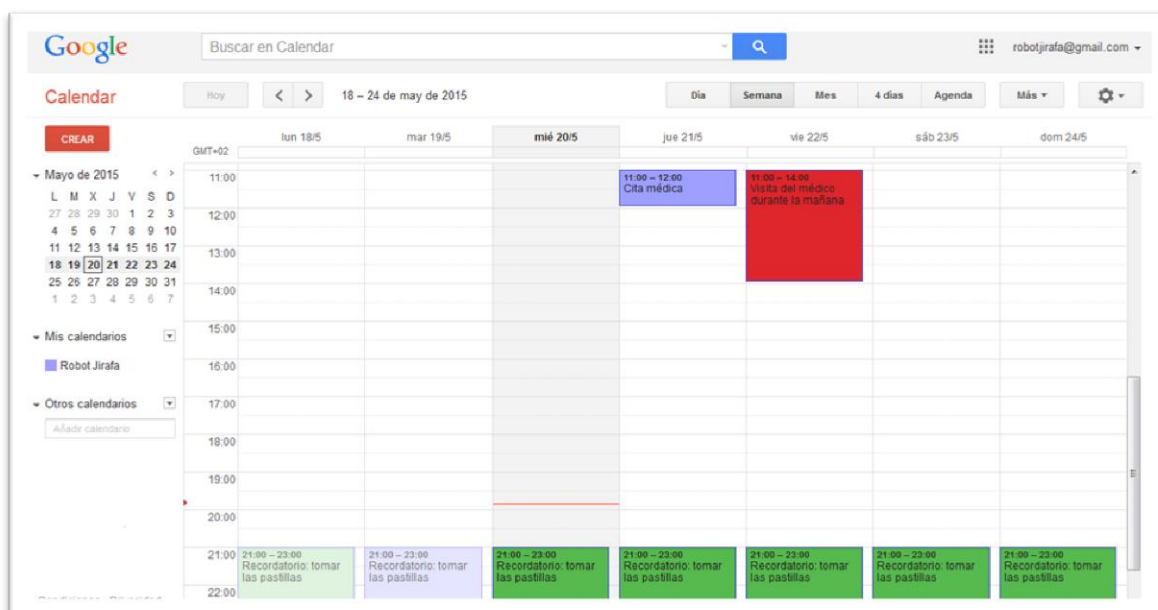 Google
Buscar en Calendar
robotjirafa@gmail.com
Calendar
Hoy
18 – 24 de may de 2015
Día Semana Mes 4 días Agenda
Más
CREAR
GMT+02
lun 18/5 mar 19/5 mié 20/5 jue 21/5 vie 22/5 sáb 23/5 dom 24/5
Mayo de 2015 < >
L M X J V S D
27 28 29 30 1 2 3
4 5 6 7 8 9 10
11 12 13 14 15 16 17
18 19 20 21 22 23 24
25 26 27 28 29 30 31
1 2 3 4 5 6 7
Mis calendarios
Robot Jirafa
Otros calendarios
Añadir calendario
11:00
12:00
13:00
14:00
15:00
16:00
17:00
18:00
19:00
20:00
21:00
22:00
11:00 – 12:00
Cita médica
11:00 – 14:00
Visita del médico
durante la mañana
21:00 – 23:00
Recordatorio: tomar
las pastillas
21:00 – 23:00
Recordatorio: tomar
las pastillas
21:00 – 23:00
Recordatorio: tomar
las pastillas
21:00 – 23:00
Recordatorio: tomar
las pastillas
21:00 – 23:00
Recordatorio: tomar
las pastillas
21:00 – 23:00
Recordatorio: tomar
las pastillas
21:00 – 23:00
Recordatorio: tomar
las pastillas